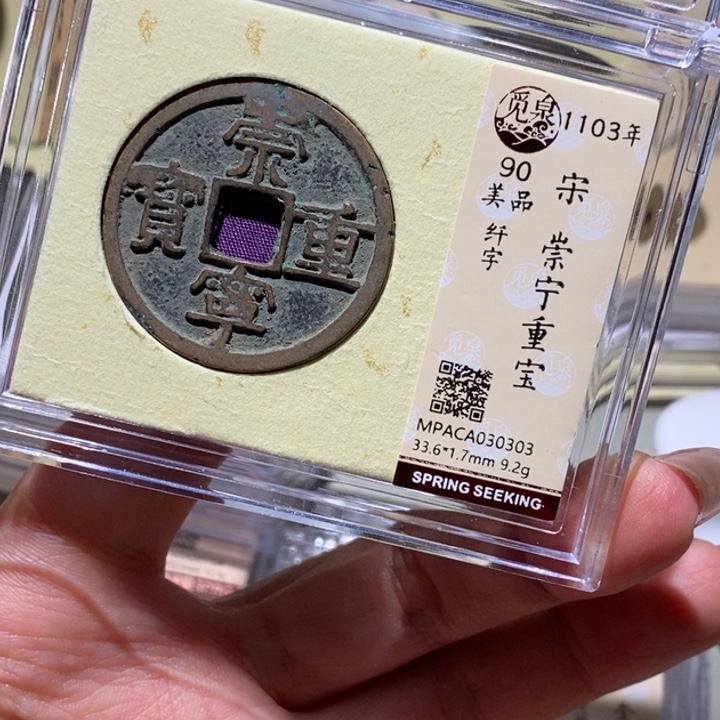 崇寧重寶
觅泉
1103年
宋 崇宁重宝
90
美品
纤字
MPACA030303
33.6*1.7mm 9.2g
SPRING SEEKING